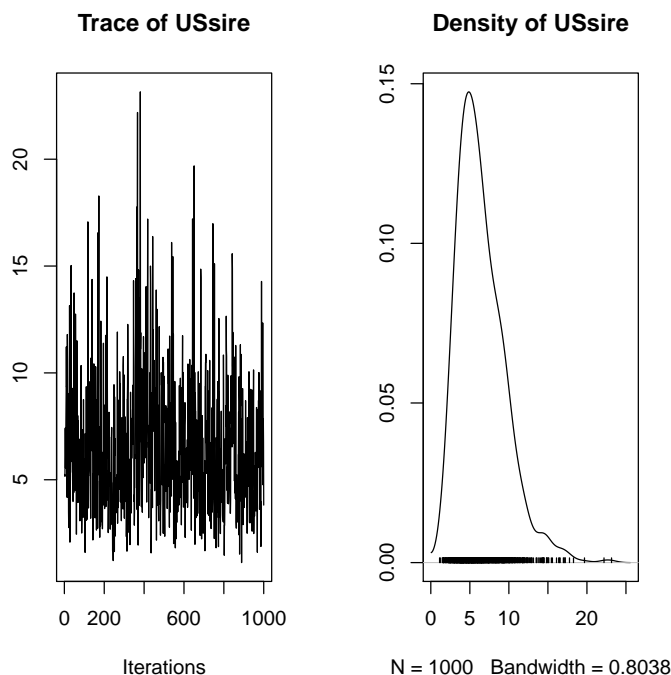 Trace of USsire
20
15
10
5
0 200 600 1000
Iterations
Density of USsire
0.15
0.10
0.05
0.00
0 5 10 20
N = 1000 Bandwidth = 0.8038